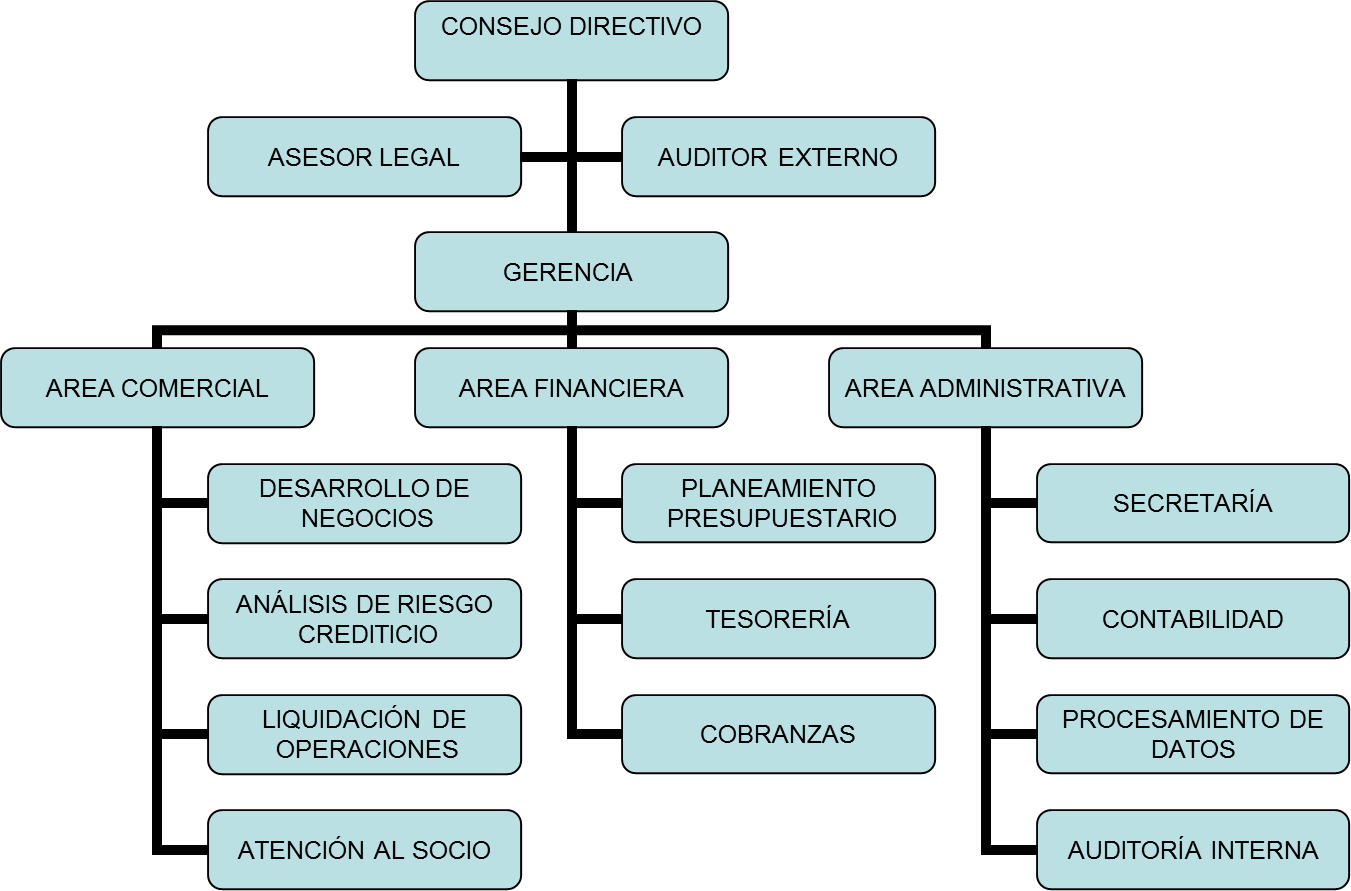 CONSEJO DIRECTIVO
ASESOR LEGAL
AUDITOR EXTERNO
GERENCIA
AREA COMERCIAL
AREA FINANCIERA
AREA ADMINISTRATIVA
DESARROLLO DE
NEGOCIOS
ANÁLISIS DE RIESGO
CREDITICIO
LIQUIDACIÓN DE
OPERACIONES
ATENCIÓN AL SOCIO
PLANEAMIENTO
PRESUPUESTARIO
TESORERÍA
COBRANZAS
SECRETARÍA
CONTABILIDAD
PROCESAMIENTO DE
DATOS
AUDITORÍA INTERNA